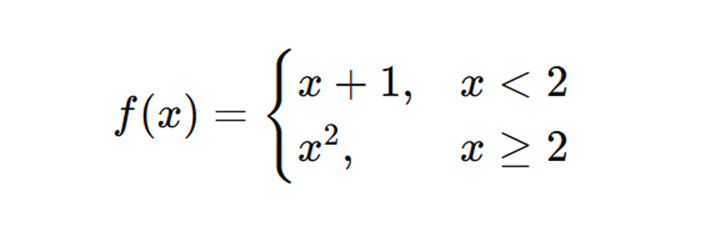 f(x) = { x + 1, x < 2
x², x ≥ 2